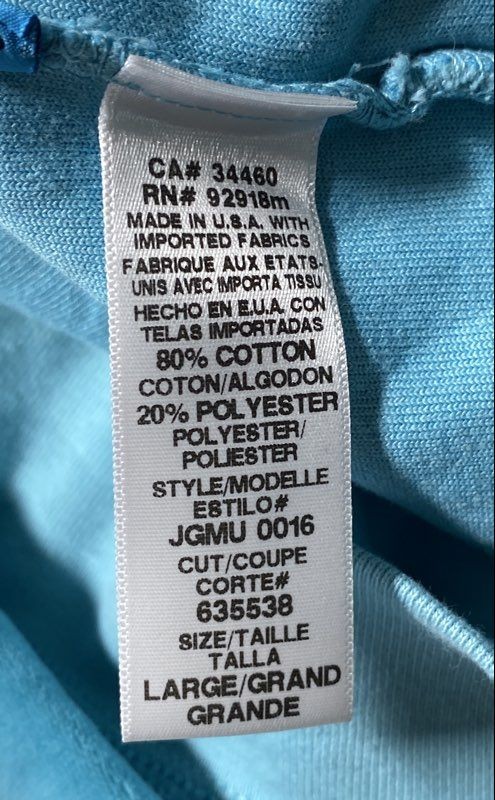 CA# 34460
RN# 92918m
MADE IN U.S.A. WITH
IMPORTED FABRICS
FABRIQUE AUX ETATS.
UNIS AVEC IMPORTA TISSU
HECHO EN E.U.A. CON
TELAS IMPORTADAS
80% COTTON
COTON/ALGODON
20% POLYESTER
POLYESTER/
POLIESTER
STYLE/MODELLE
ESTILO#
JGMU 0016
CUT/COUPE
CORTE#
635538
SIZE/TAILLE
TALLA
LARGE/GRAND
GRANDE